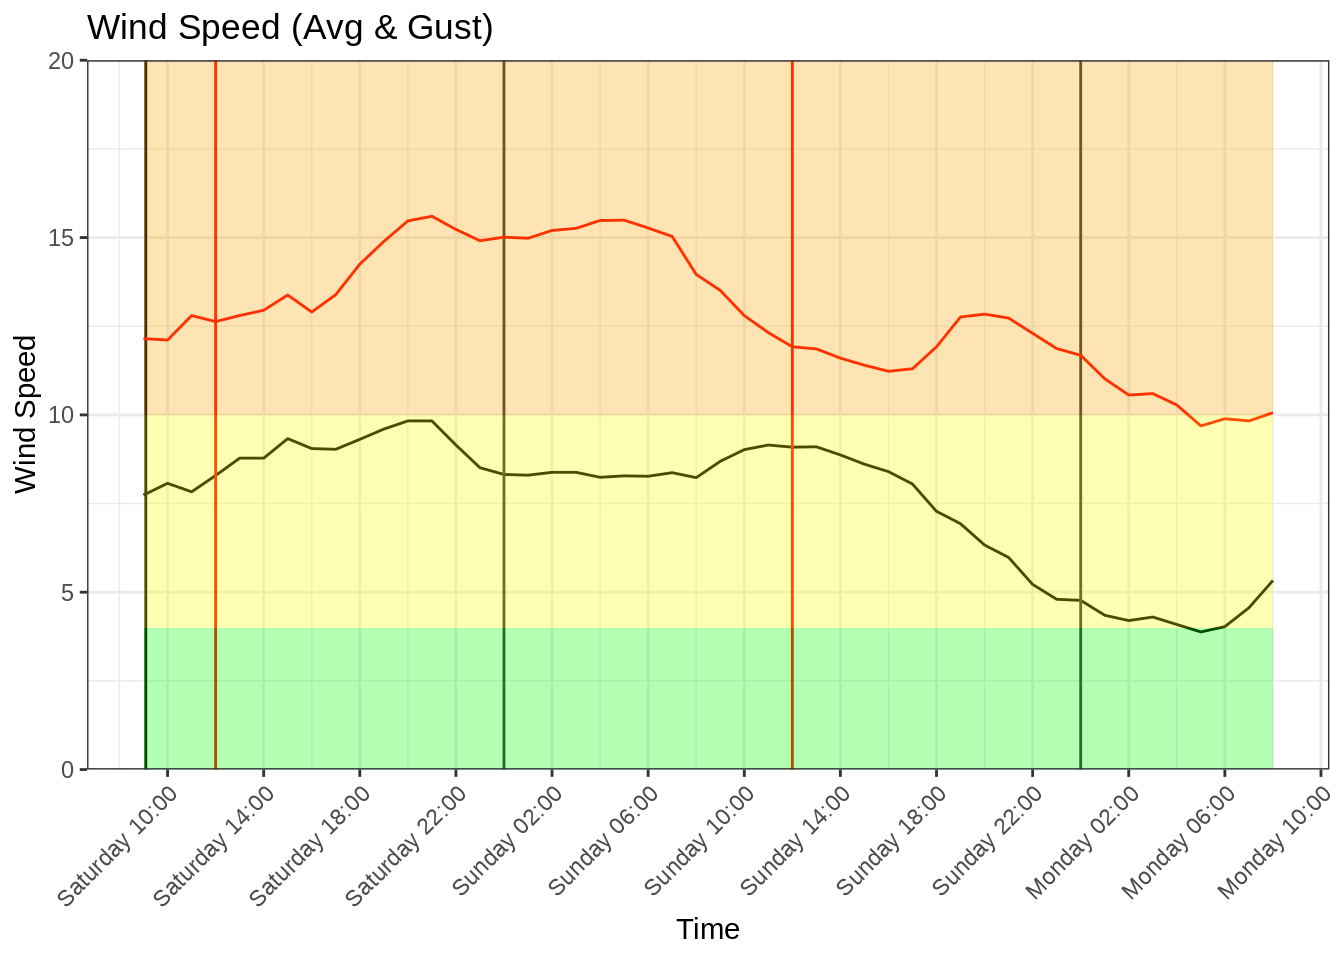 Wind Speed (Avg & Gust)
20
15
10
5
0
Wind Speed
Saturday 10:00
Saturday 14:00
Saturday 18:00
Saturday 22:00
Sunday 02:00
Sunday 06:00
Sunday 10:00
Sunday 14:00
Sunday 18:00
Sunday 22:00
Monday 02:00
Monday 06:00
Monday 10:00
Time